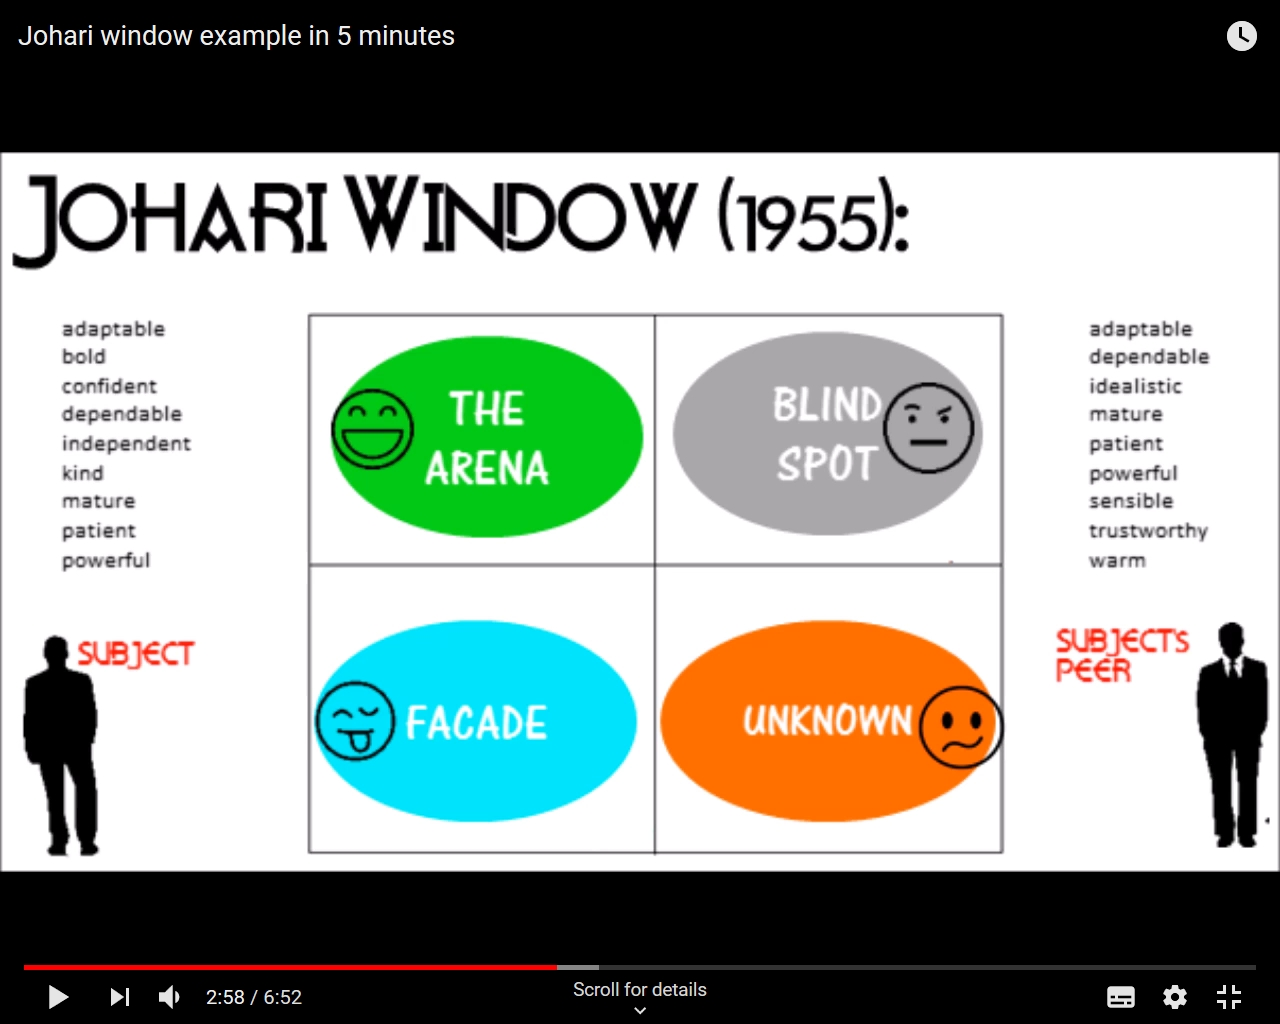 Johari window example in 5 minutes
JOHARI WINDOW (1955):
adaptable
bold
confident
dependable
independent
kind
mature
patient
powerful
SUBJECT
THE
ARENA
BLIND
SPOT
FACADE
UNKNOWN
adaptable
dependable
idealistic
mature
patient
powerful
sensible
trustworthy
warm
SUBJECT's
PEER
2:58 / 6:52
Scroll for details